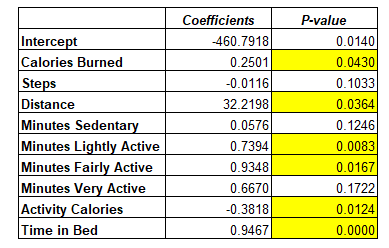 Coefficients P-value
Intercept -460.7918 0.0140
Calories Burned 0.2501 0.0430
Steps -0.0116 0.1033
Distance 32.2198 0.0364
Minutes Sedentary 0.0576 0.1246
Minutes Lightly Active 0.7394 0.0083
Minutes Fairly Active 0.9348 0.0167
Minutes Very Active 0.6670 0.1722
Activity Calories -0.3818 0.0124
Time in Bed 0.9467 0.0000